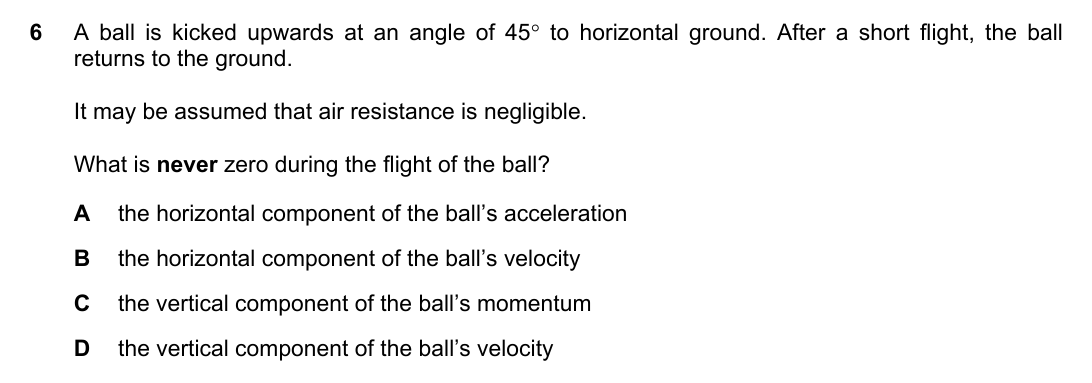 6 A ball is kicked upwards at an angle of 45° to horizontal ground. After a short flight, the ball
returns to the ground.
It may be assumed that air resistance is negligible.
What is never zero during the flight of the ball?
A the horizontal component of the ball's acceleration
B the horizontal component of the ball's velocity
C the vertical component of the ball's momentum
D the vertical component of the ball's velocity